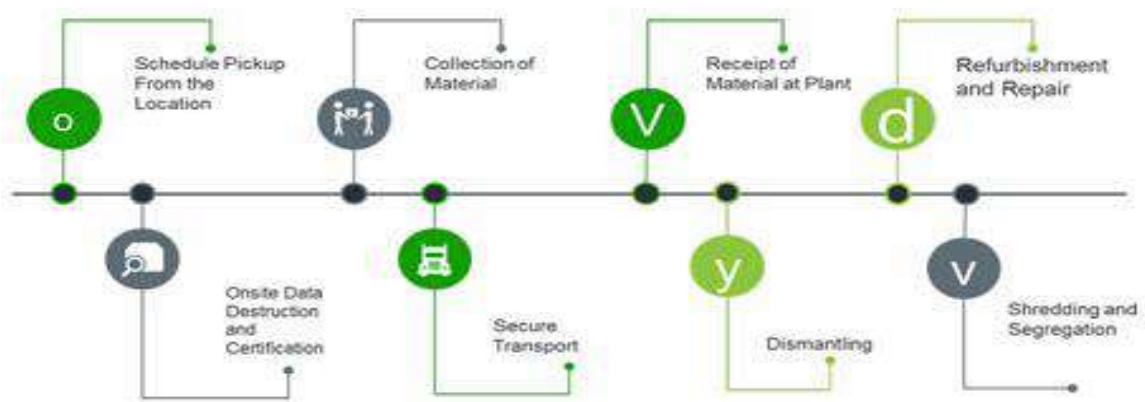 Schedule Pickup
From the
Location
o
Onsite Data
Destruction
and
Certification
Collection of
Material
Secure
Transport
Receipt of
Material at Plant
V
Dismantling
y
Refurbishment
and Repair
d
Shredding and
Segregation
v